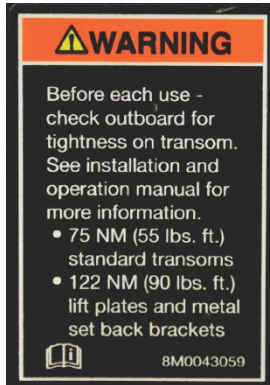 WARNING
Before each use -
check outboard for
tightness on transom.
See installation and
operation manual for
more information.
• 75 NM (55 lbs. ft.)
standard transoms
• 122 NM (90 lbs. ft.)
lift plates and metal
set back brackets
8M0043059